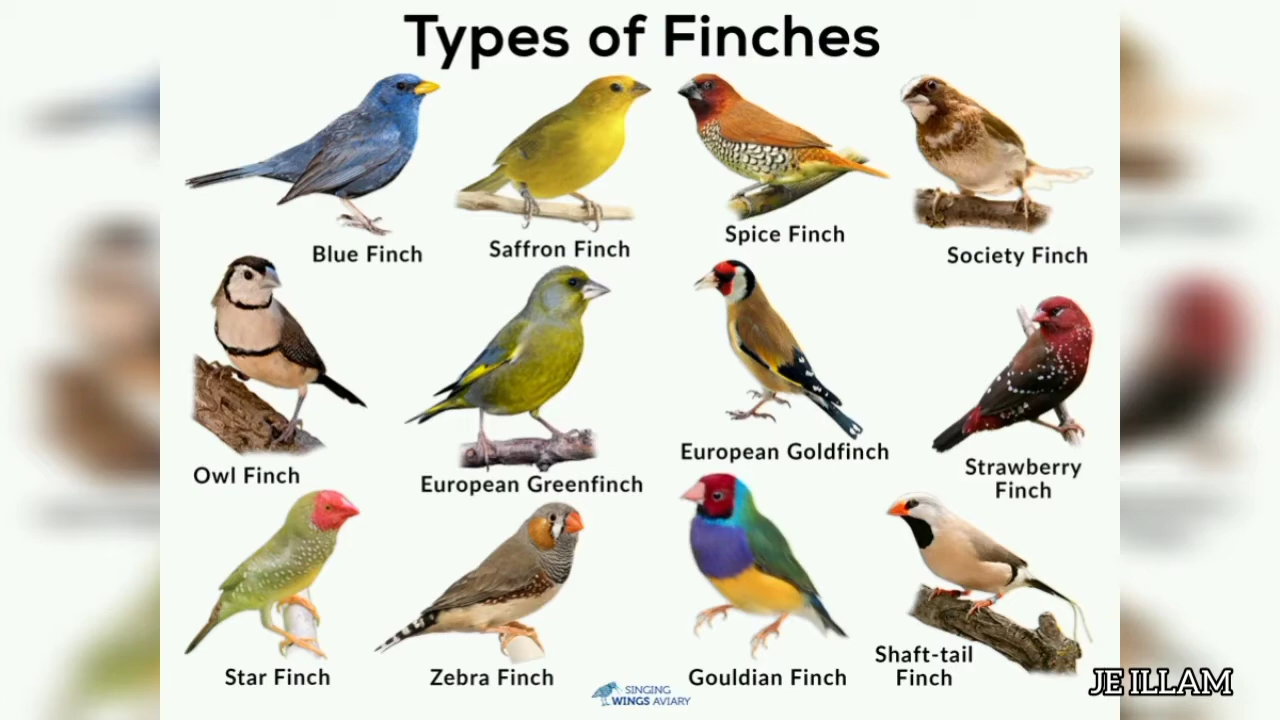 Types of Finches
Blue Finch
Saffron Finch
Spice Finch
Society Finch
Owl Finch
European Greenfinch
European Goldfinch
Strawberry
Finch
Star Finch
Zebra Finch
Gouldian Finch
Shaft-tail
Finch
SINGING
WINGS AVIARY
JE ILLAM